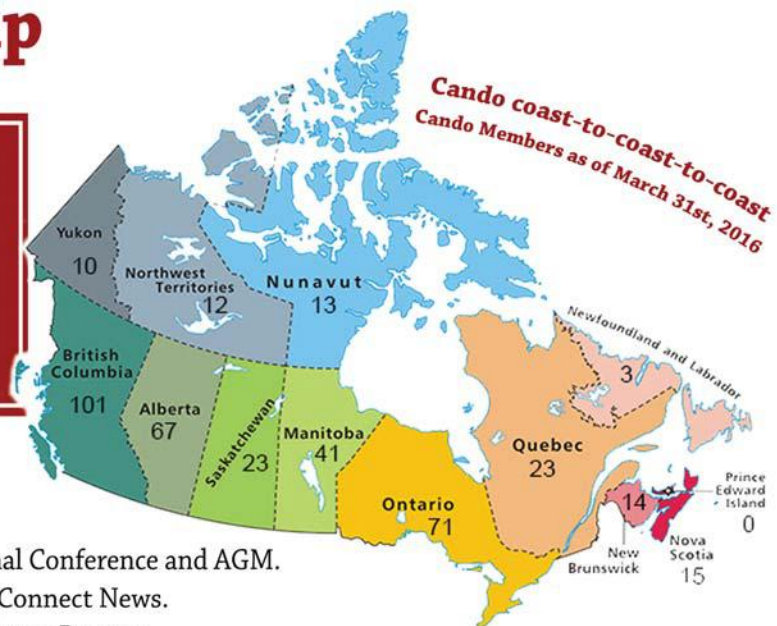 p
Cando coast-to-coast-to-coast
Cando Members as of March 31st, 2016
Yukon
10
Northwest
Territories
12
Nunavut
13
British
Columbia
101
Alberta
67
Saskatchewan
23
Manitoba
41
Ontario
71
Quebec
23
Newfoundland and Labrador
3
Prince
Edward
Island
0
14
New
Brunswick
Nova
Scotia
15
nal Conference and AGM.
Connect News.